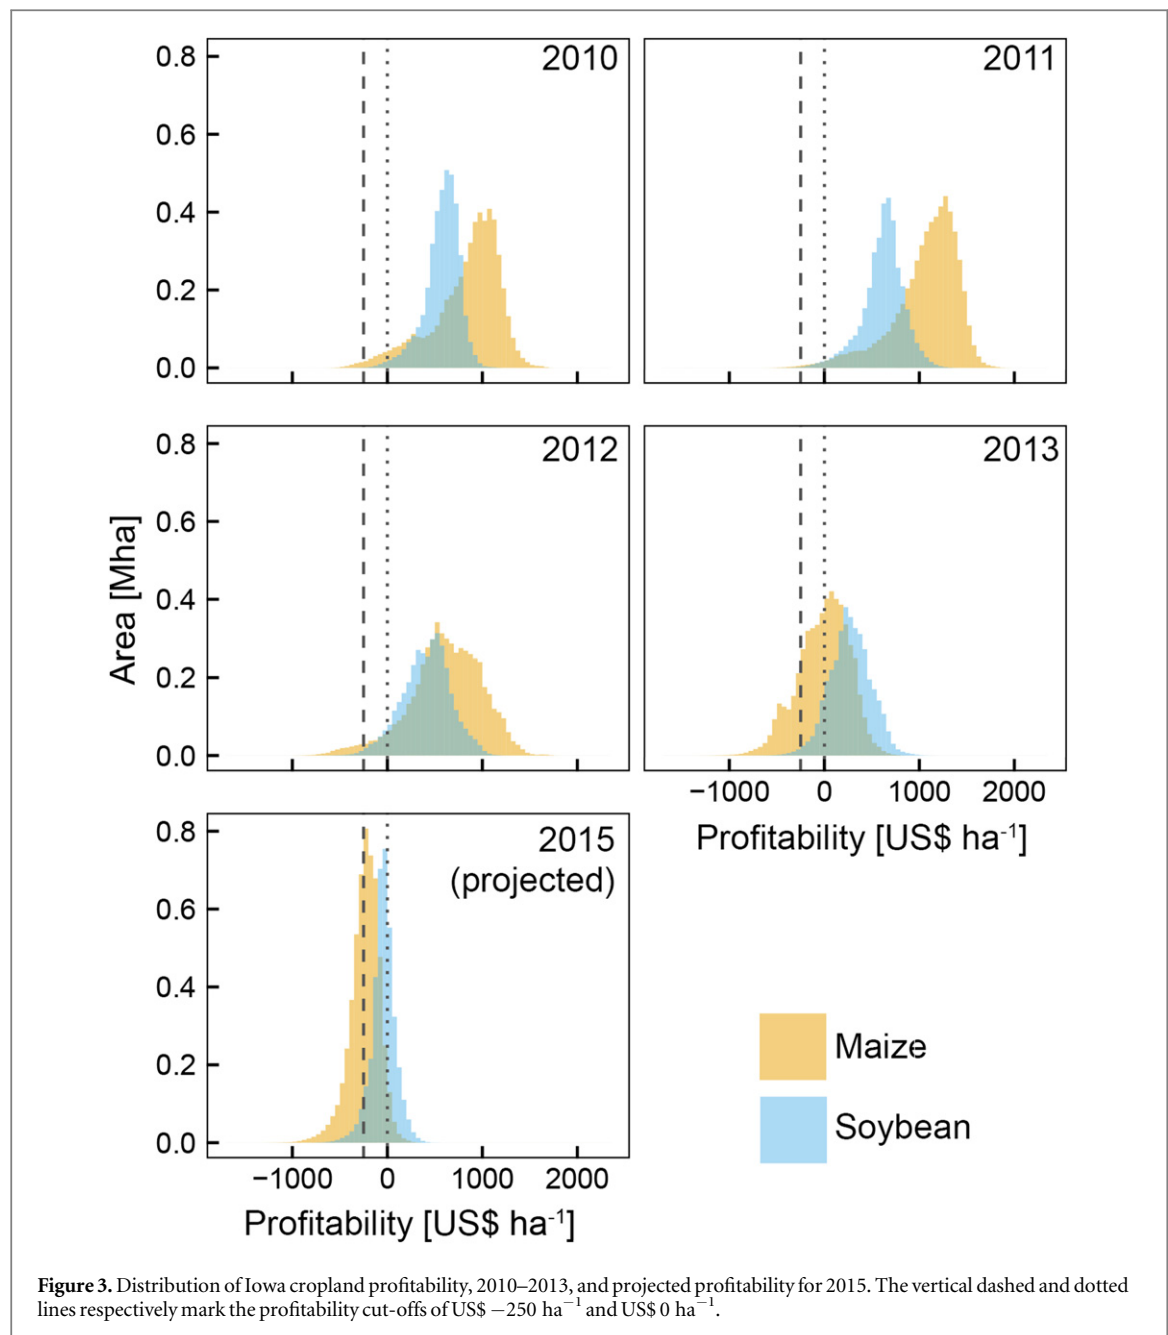 2010
0.8
0.6
0.4
0.2
0.0
2011
2012
0.8
0.6
0.4
0.2
0.0
2013
−1000 0 1000 2000
Profitability [US$ ha-1]
Area [Mha]
2015
(projected)
0.8
0.6
0.4
0.2
0.0
−1000 0 1000 2000
Profitability [US$ ha-1]
Maize
Soybean
Figure 3. Distribution of Iowa cropland profitability, 2010–2013, and projected profitability for 2015. The vertical dashed and dotted
lines respectively mark the profitability cut-offs of US$ −250 ha−1 and US$ 0 ha−1.